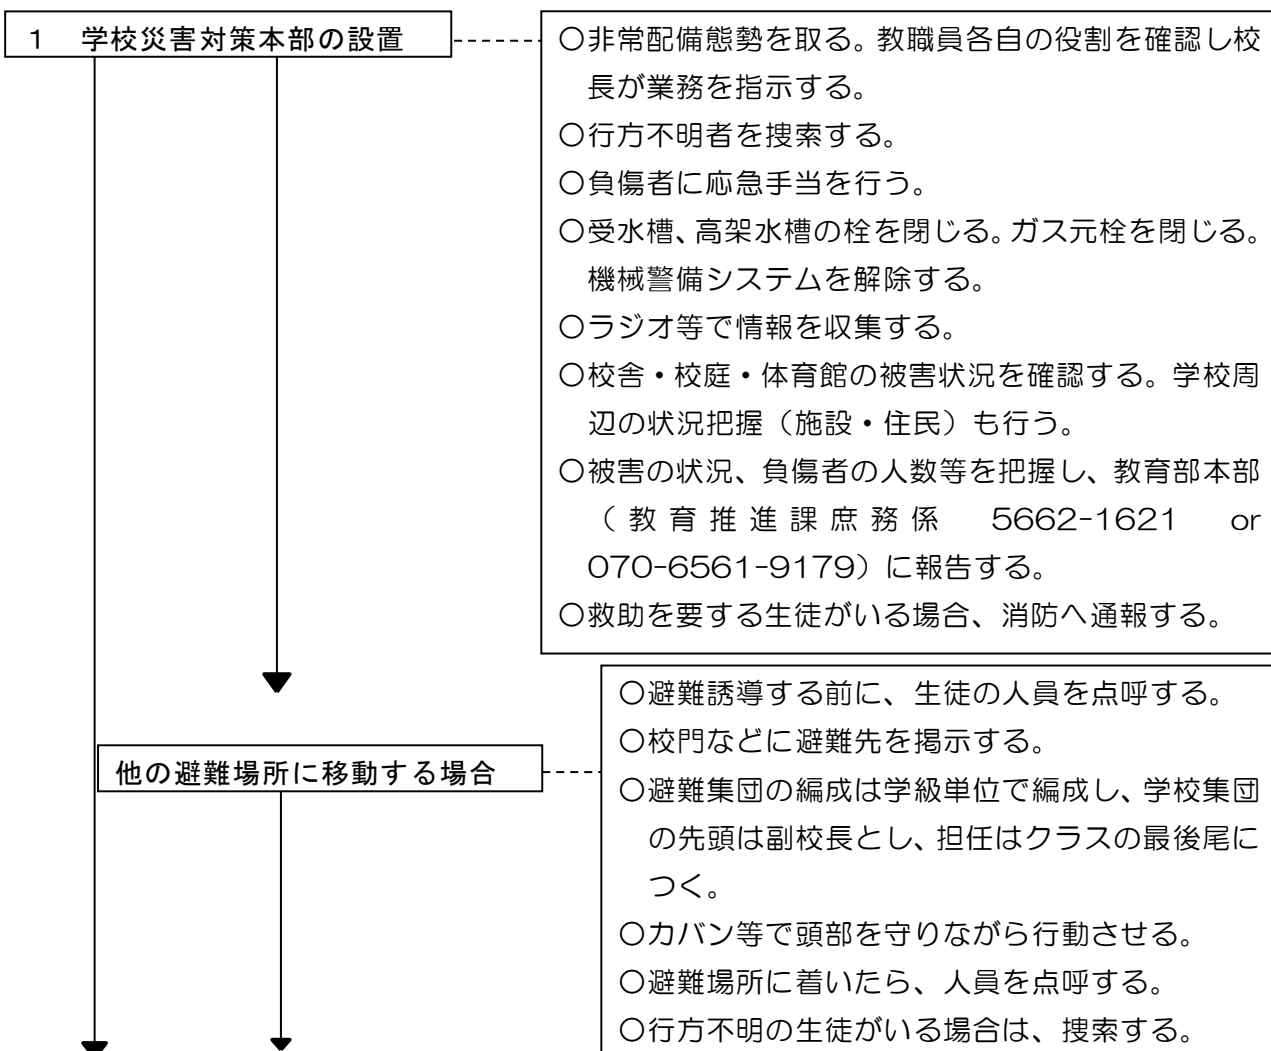 １　学校災害対策本部の設置
○非常配備態勢を取る。教職員各自の役割を確認し校
長が業務を指示する。
○行方不明者を捜索する。
○負傷者に応急手当を行う。
○受水槽、高架水槽の栓を閉じる。ガス元栓を閉じる。
機械警備システムを解除する。
○ラジオ等で情報を収集する。
○校舎・校庭・体育館の被害状況を確認する。学校周
辺の状況把握（施設・住民）も行う。
○被害の状況、負傷者の人数等を把握し、教育部本部
（教育推進課庶務係　5662-1621　or
070-6561-9179）に報告する。
○救助を要する生徒がいる場合、消防へ通報する。
他の避難場所に移動する場合
○避難誘導する前に、生徒の人員を点呼する。
○校門などに避難先を掲示する。
○避難集団の編成は学級単位で編成し、学校集団
の先頭は副校長とし、担任はクラスの最後尾に
つく。
○カバン等で頭部を守りながら行動させる。
○避難場所に着いたら、人員を点呼する。
○行方不明の生徒がいる場合は、捜索する。